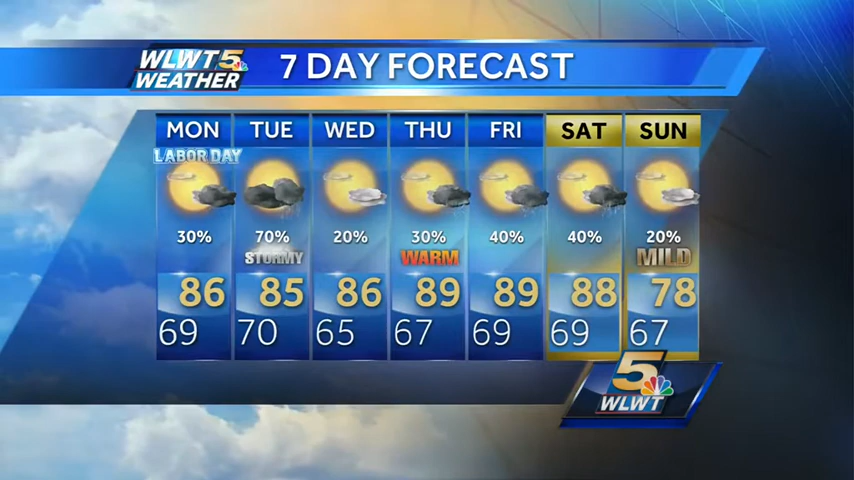 WLWT 5
WEATHER
7 DAY FORECAST
MON TUE WED THU FRI SAT SUN
LABOR DAY
30% 70% 20% 30% 40% 40% 20%
STORMY WARM MILD
86 85 86 89 89 88 78
69 70 65 67 69 69 67
5
WLWT